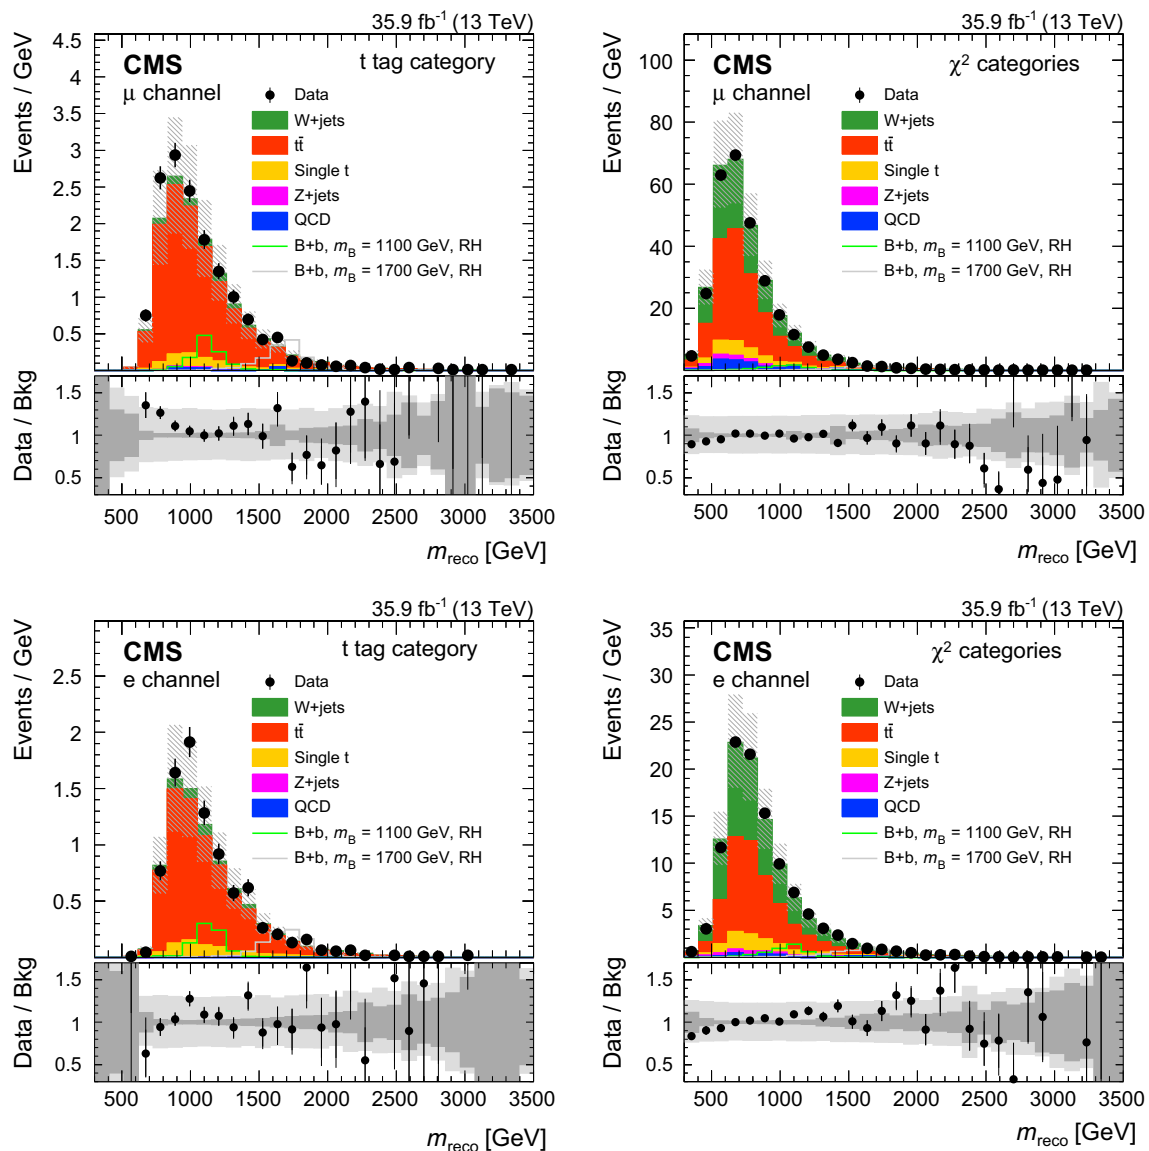 35.9 fb-1 (13 TeV)
Events / GeV
4.5
4
3.5
3
2.5
2
1.5
1
0.5
CMS
μ channel
t tag category
Data
W+jets
tt̄
Single t
Z+jets
QCD
B+b, mB = 1100 GeV, RH
B+b, mB = 1700 GeV, RH
Data / Bkg
1.5
1
0.5
500 1000 1500 2000 2500 3000 3500
mreco [GeV]
35.9 fb-1 (13 TeV)
Events / GeV
100
80
60
40
20
CMS
μ channel
χ2 categories
Data
W+jets
tt̄
Single t
Z+jets
QCD
B+b, mB = 1100 GeV, RH
B+b, mB = 1700 GeV, RH
Data / Bkg
1.5
1
0.5
500 1000 1500 2000 2500 3000 3500
mreco [GeV]
35.9 fb-1 (13 TeV)
Events / GeV
2.5
2
1.5
1
0.5
CMS
e channel
t tag category
Data
W+jets
tt̄
Single t
Z+jets
QCD
B+b, mB = 1100 GeV, RH
B+b, mB = 1700 GeV, RH
Data / Bkg
1.5
1
0.5
500 1000 1500 2000 2500 3000 3500
mreco [GeV]
35.9 fb-1 (13 TeV)
Events / GeV
35
30
25
20
15
10
5
CMS
e channel
χ2 categories
Data
W+jets
tt̄
Single t
Z+jets
QCD
B+b, mB = 1100 GeV, RH
B+b, mB = 1700 GeV, RH
Data / Bkg
1.5
1
0.5
500 1000 1500 2000 2500 3000 3500
mreco [GeV]